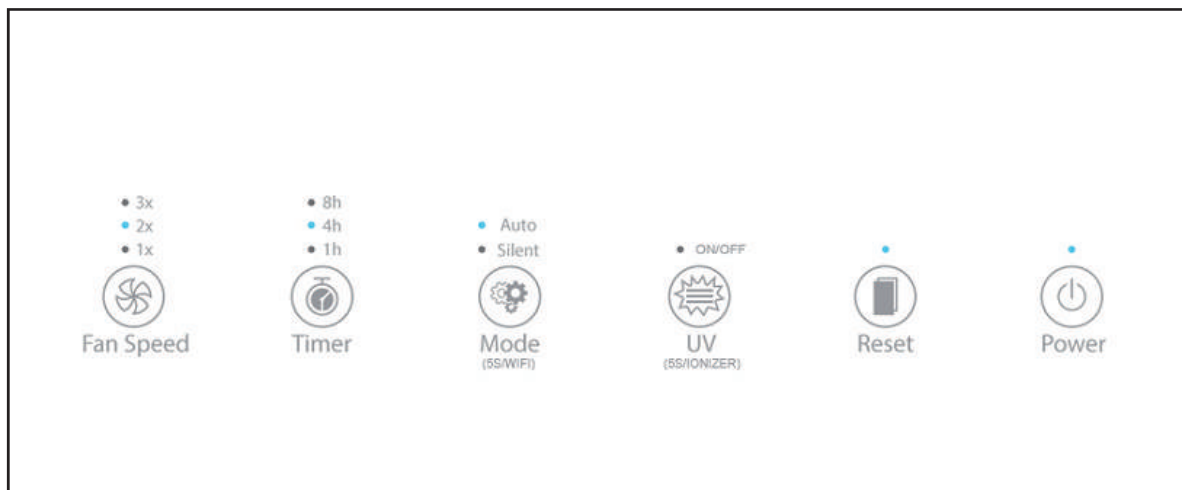 3x
2x
1x
Fan Speed
8h
4h
1h
Timer
Auto
Silent
Mode
(5S/WIFI)
ON/OFF
UV
(5S/IONIZER)
Reset
Power